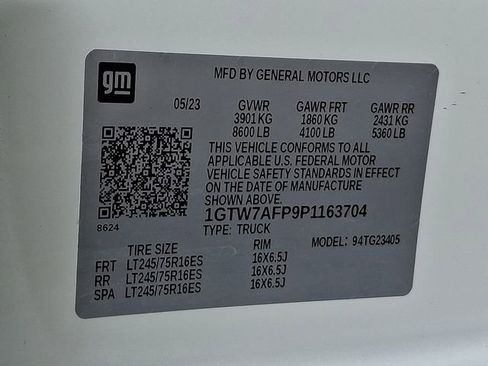 gm
MFD BY GENERAL MOTORS LLC
05/23 GVWR GAWR FRT GAWR RR
3901 KG 1860 KG 2431 KG
8600 LB 4100 LB 5360 LB
THIS VEHICLE CONFORMS TO ALL
APPLICABLE U.S. FEDERAL MOTOR
VEHICLE SAFETY STANDARDS IN EFFECT
ON THE DATE OF MANUFACTURE SHOWN ABOVE.
1GTW7AFP9P1163704
8624 TYPE: TRUCK
TIRE SIZE RIM MODEL: 94TG23405
FRT LT245/75R16ES 16X6.5J
RR LT245/75R16ES 16X6.5J
SPA LT245/75R16ES 16X6.5J